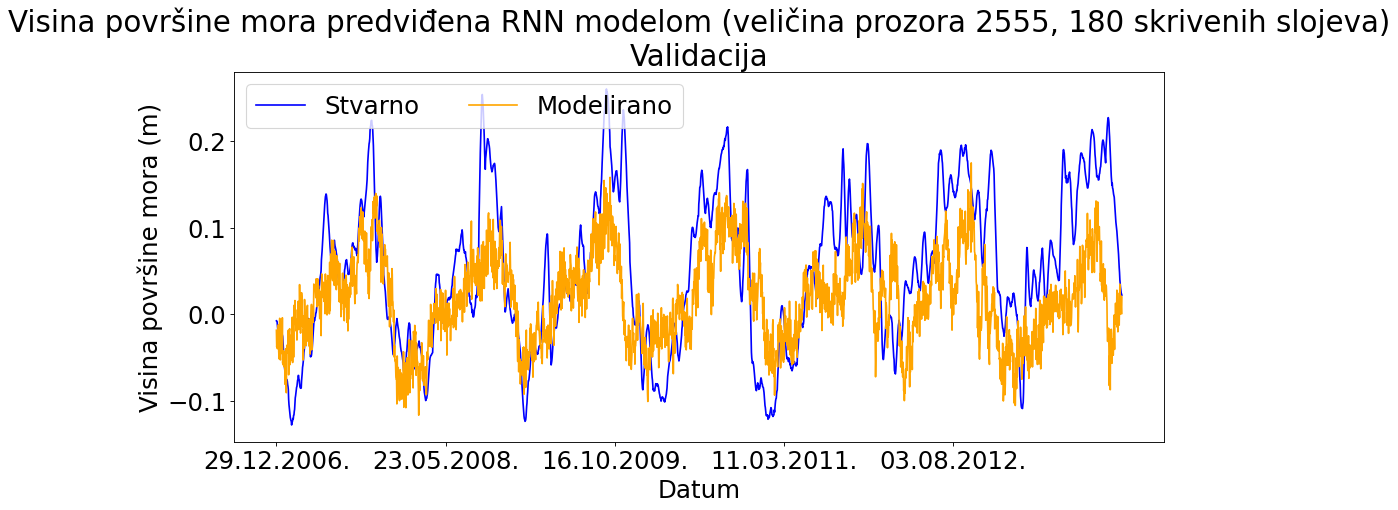 Visina površine mora predviđena RNN modelom (veličina prozora 2555, 180 skrivenih slojeva)
Validacija
Stvarno
Modelirano
Visina površine mora (m)
0.2
0.1
0.0
−0.1
29.12.2006.
23.05.2008.
16.10.2009.
11.03.2011.
03.08.2012.
Datum